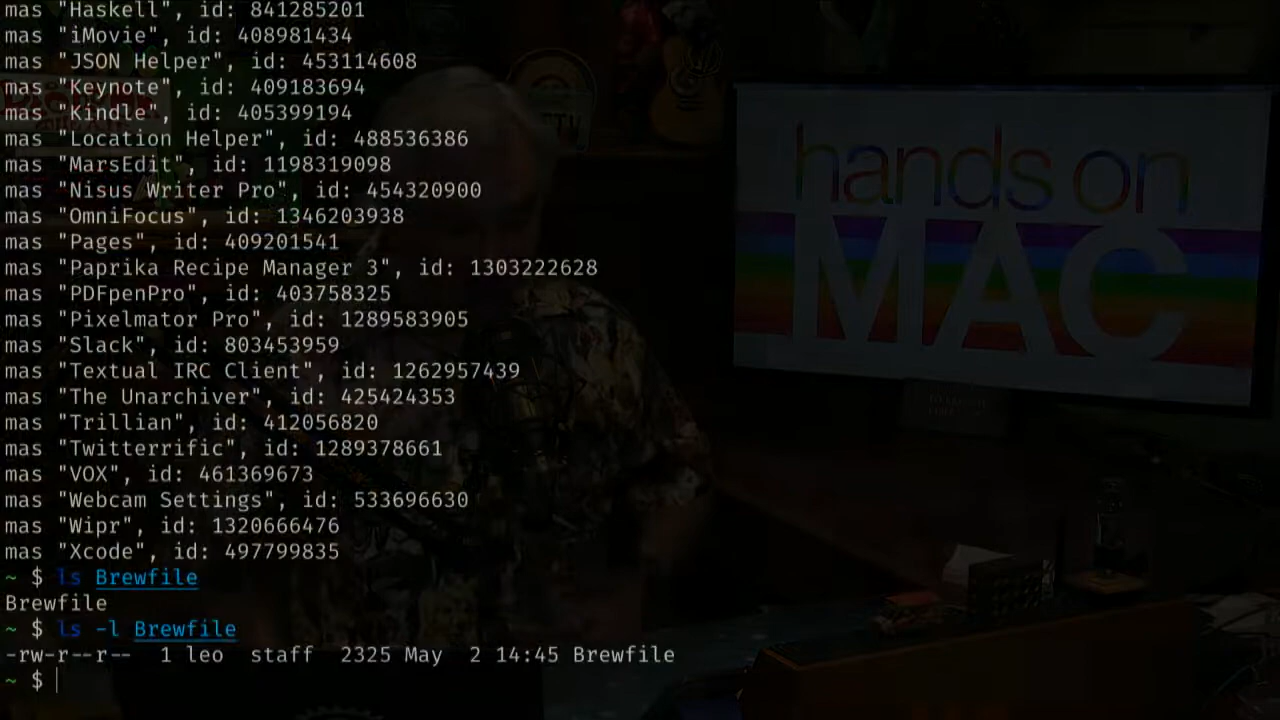 mas "Haskell", id: 841285201
mas "iMovie", id: 408981434
mas "JSON Helper", id: 453114608
mas "Keynote", id: 409183694
mas "Kindle", id: 405399194
mas "Location Helper", id: 488536386
mas "MarsEdit", id: 1198319098
mas "Nisus Writer Pro", id: 454320900
mas "OmniFocus", id: 1346203938
mas "Pages", id: 409201541
mas "Paprika Recipe Manager 3", id: 1303222628
mas "PDFpenPro", id: 403758325
mas "Pixelmator Pro", id: 1289583905
mas "Slack", id: 803453959
mas "Textual IRC Client", id: 1262957439
mas "The Unarchiver", id: 425424353
mas "Trillian", id: 412056820
mas "Twitterrific", id: 1289378661
mas "VOX", id: 461369673
mas "Webcam Settings", id: 533696630
mas "Wipr", id: 1320666476
mas "Xcode", id: 497799835
~ $ ls Brewfile
Brewfile
~ $ ls -l Brewfile
-rw-r--r--  1 leo  staff  2325 May  2 14:45 Brewfile
~ $
hands on
MAC